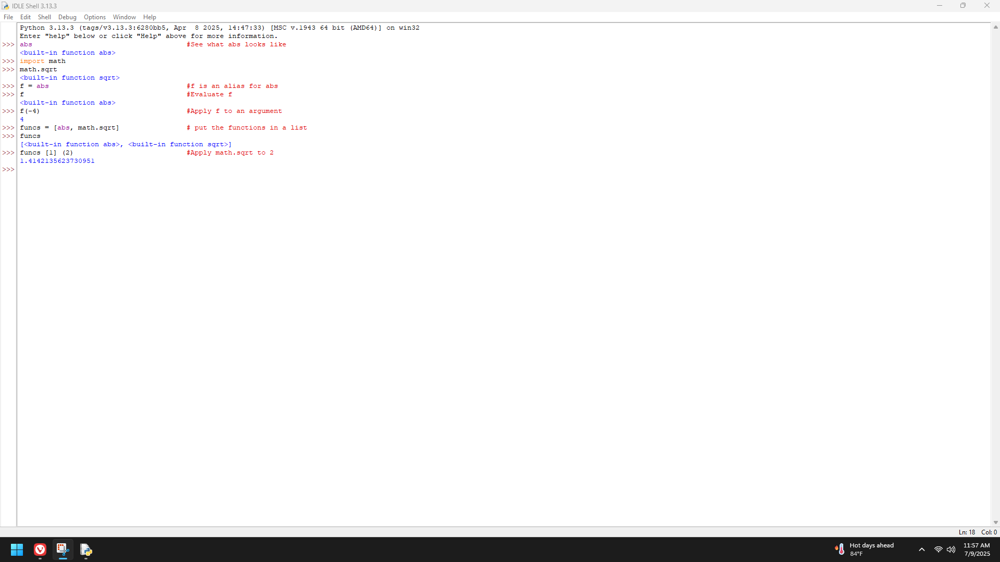 IDLE Shell 3.13.3
File Edit Shell Debug Options Window Help
Python 3.13.3 (tags/v3.13.3:6280bb5, Apr  8 2025, 14:47:33) [MSC v.1943 64 bit (AMD64)] on win32
Enter "help" below or click "Help" above for more information.
>>> abs                                     #See what abs looks like
<built-in function abs>
>>> import math
>>> math.sqrt
<built-in function sqrt>
>>> f = abs                                 #f is an alias for abs
>>> f                                       #Evaluate f
<built-in function abs>
>>> f(-4)                                   #Apply f to an argument
4
>>> funcs = [abs, math.sqrt]                # put the functions in a list
>>> funcs
[<built-in function abs>, <built-in function sqrt>]
>>> funcs [1] (2)                           #Apply math.sqrt to 2
1.4142135623730951
>>>
Ln: 18 Col: 0
Hot days ahead
84°F
11:57 AM
7/9/2025